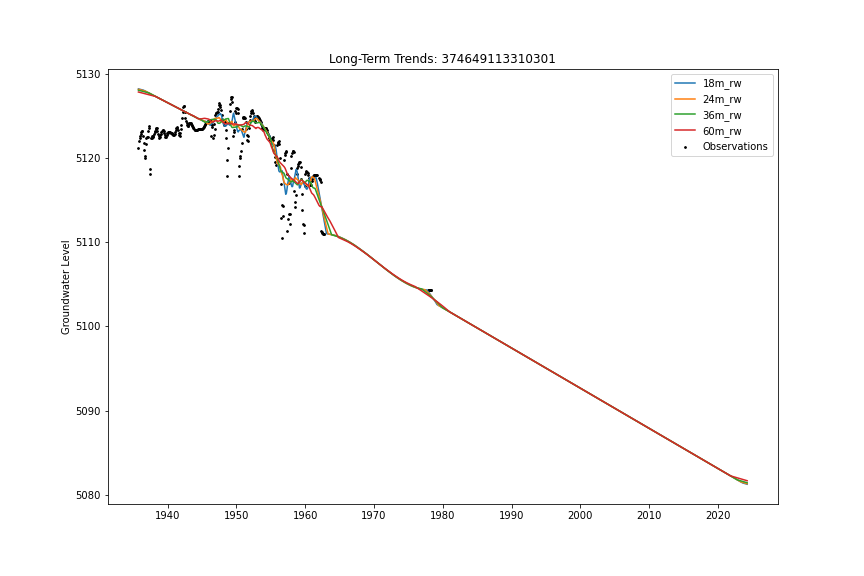 Long-Term Trends: 374649113310301
18m_rw
24m_rw
36m_rw
60m_rw
Observations
Groundwater Level
5130
5120
5110
5100
5090
5080
1940 1950 1960 1970 1980 1990 2000 2010 2020